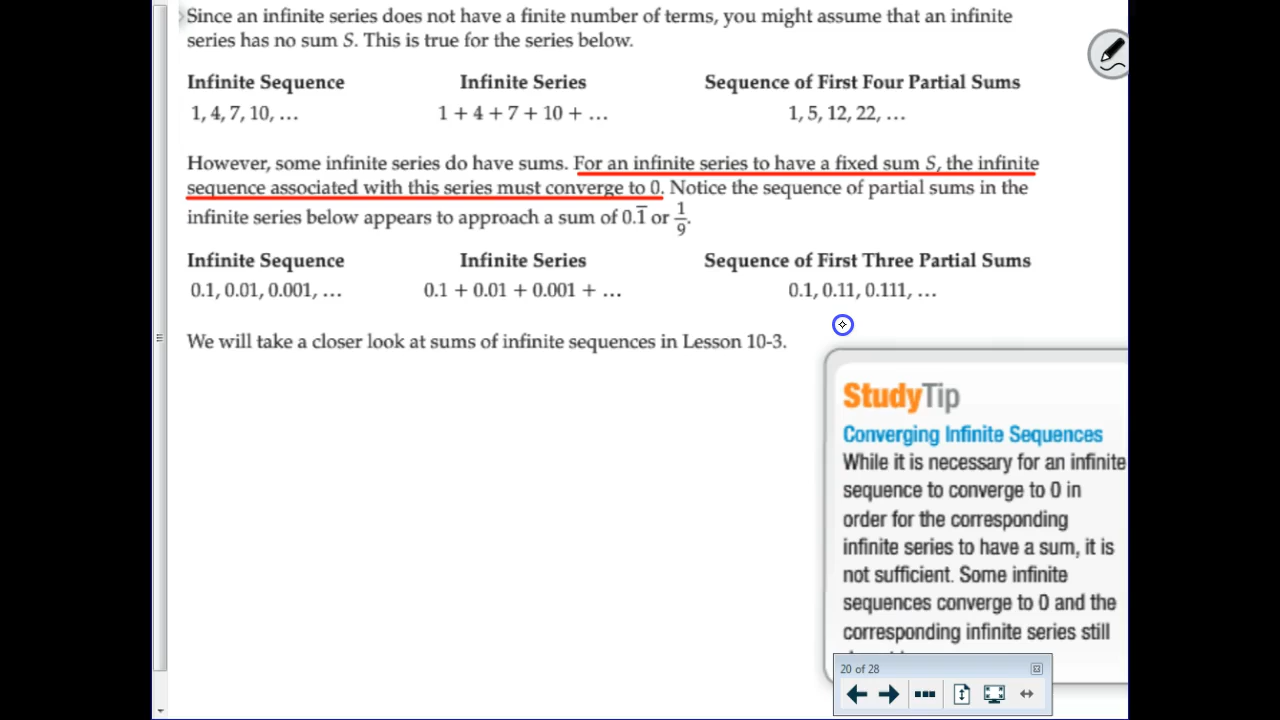 Since an infinite series does not have a finite number of terms, you might assume that an infinite
series has no sum S. This is true for the series below.
Infinite Sequence Infinite Series Sequence of First Four Partial Sums
1, 4, 7, 10, … 1 + 4 + 7 + 10 + … 1, 5, 12, 22, …
However, some infinite series do have sums. For an infinite series to have a fixed sum S, the infinite
sequence associated with this series must converge to 0. Notice the sequence of partial sums in the
infinite series below appears to approach a sum of 0.1̅ or 1/9.
Infinite Sequence Infinite Series Sequence of First Three Partial Sums
0.1, 0.01, 0.001, … 0.1 + 0.01 + 0.001 + … 0.1, 0.11, 0.111, …
We will take a closer look at sums of infinite sequences in Lesson 10-3.
StudyTip
Converging Infinite Sequences
While it is necessary for an infinite
sequence to converge to 0 in
order for the corresponding
infinite series to have a sum, it is
not sufficient. Some infinite
sequences converge to 0 and the
corresponding infinite series still
20 of 28